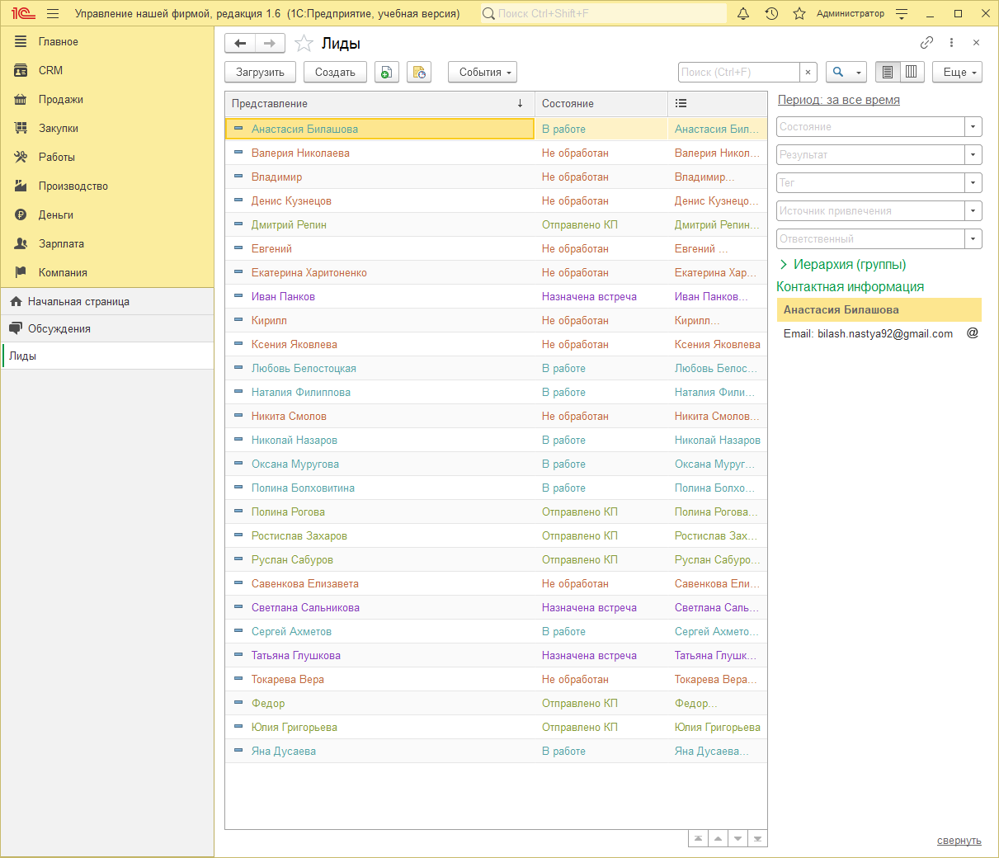 1С Управление нашей фирмой, редакция 1.6 (1С:Предприятие, учебная версия) Поиск Ctrl+Shift+F Администратор
Главное
CRM
Продажи
Закупки
Работы
Производство
Деньги
Зарплата
Компания
Начальная страница
Обсуждения
Лиды
Лиды
Загрузить Создать События Поиск (Ctrl+F) × Еще
Представление ↓ Состояние
Анастасия Билашова В работе Анастасия Бил...
Валерия Николаева Не обработан Валерия Никол...
Владимир Не обработан Владимир...
Денис Кузнецов Не обработан Денис Кузнецо...
Дмитрий Репин Отправлено КП Дмитрий Репин...
Евгений Не обработан Евгений ...
Екатерина Харитоненко Не обработан Екатерина Хар...
Иван Панков Назначена встреча Иван Панков...
Кирилл Не обработан Кирилл...
Ксения Яковлева Не обработан Ксения Яковлева
Любовь Белостоцкая В работе Любовь Белос...
Наталия Филиппова В работе Наталия Фили...
Никита Смолов Не обработан Никита Смолов...
Николай Назаров В работе Николай Назаров
Оксана Муругова В работе Оксана Муруг...
Полина Болховитина В работе Полина Болхо...
Полина Рогова Отправлено КП Полина Рогова...
Ростислав Захаров Отправлено КП Ростислав Зах...
Руслан Сабуров Отправлено КП Руслан Сабуро...
Савенкова Елизавета Не обработан Савенкова Ели...
Светлана Сальникова Назначена встреча Светлана Саль...
Сергей Ахметов В работе Сергей Ахмето...
Татьяна Глушкова Назначена встреча Татьяна Глушк...
Токарева Вера Не обработан Токарева Вера...
Федор Отправлено КП Федор...
Юлия Григорьева Отправлено КП Юлия Григорьева
Яна Дусаева В работе Яна Дусаева...
Период: за все время
Состояние
Результат
Тег
Источник привлечения
Ответственный
Иерархия (группы)
Контактная информация
Анастасия Билашова
Email: bilash.nastya92@gmail.com @
свернуть